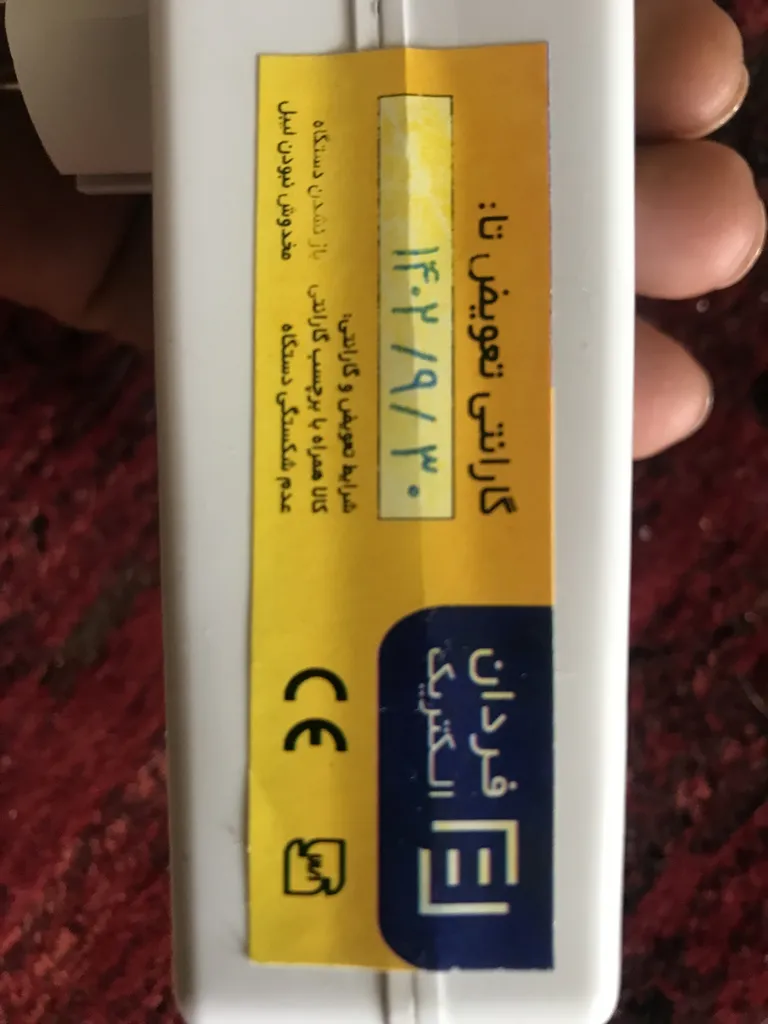 گارانتی تعویض تا:
۱۴۰۲/۹/۳۰
شرایط تعویض و گارانتی:
کالا همراه با برچسب گارانتی
باز نشدن دستگاه
عدم شکستگی دستگاه
مخدوش نبودن لیبل
فردان
الکتریک
CE